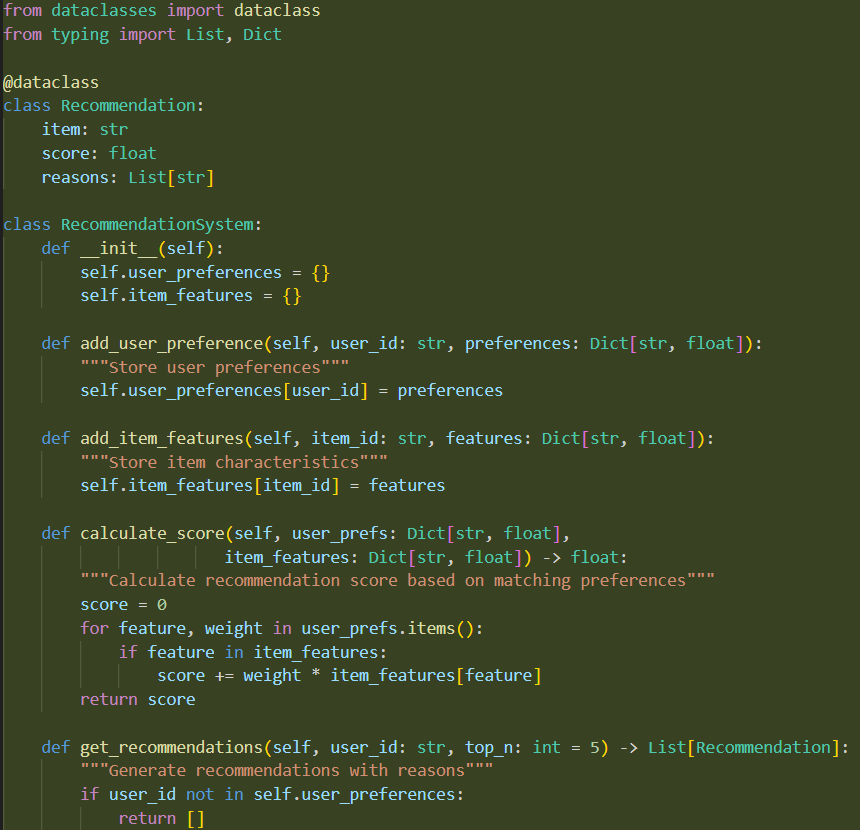 from dataclasses import dataclass
from typing import List, Dict

@dataclass
class Recommendation:
    item: str
    score: float
    reasons: List[str]

class RecommendationSystem:
    def __init__(self):
        self.user_preferences = {}
        self.item_features = {}

    def add_user_preference(self, user_id: str, preferences: Dict[str, float]):
        """Store user preferences"""
        self.user_preferences[user_id] = preferences

    def add_item_features(self, item_id: str, features: Dict[str, float]):
        """Store item characteristics"""
        self.item_features[item_id] = features

    def calculate_score(self, user_prefs: Dict[str, float],
                       item_features: Dict[str, float]) -> float:
        """Calculate recommendation score based on matching preferences"""
        score = 0
        for feature, weight in user_prefs.items():
            if feature in item_features:
                score += weight * item_features[feature]
        return score

    def get_recommendations(self, user_id: str, top_n: int = 5) -> List[Recommendation]:
        """Generate recommendations with reasons"""
        if user_id not in self.user_preferences:
            return []